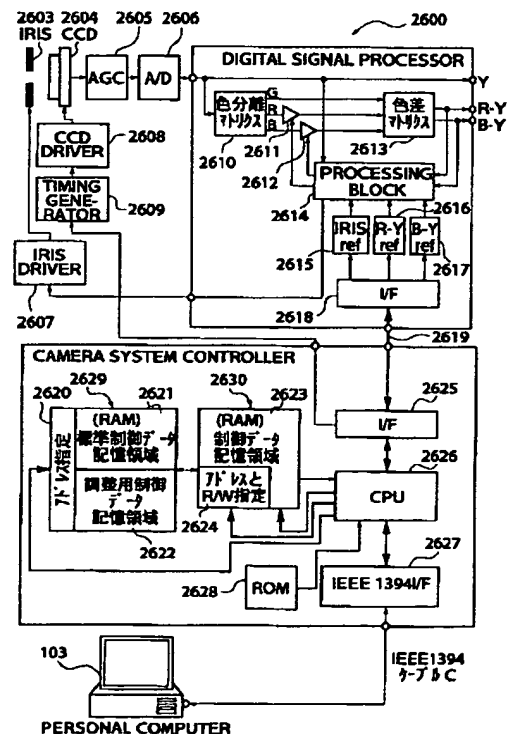 2600
2603 2604 2605 2606
IRIS CCD
AGC
A/D
CCD
DRIVER
2608
TIMING
GENE-
RATOR
2609
IRIS
DRIVER
2607
DIGITAL SIGNAL PROCESSOR
Y
R-Y
B-Y
G
R
B
色分離
マトリクス
2610
2611
2612
色差
マトリクス
2613
PROCESSING
BLOCK
2614
IRIS
ref
2615
R-Y
ref
2616
B-Y
ref
2617
I/F
2618
2619
CAMERA SYSTEM CONTROLLER
2620
2629
2621
2630
2623
アドレス指定
(RAM)
標準制御データ
記憶領域
調整用制御
データ
記憶領域
2622
(RAM)
制御データ
記憶領域
アドレスと
R/W指定
2624
2625
I/F
2626
CPU
2627
IEEE 1394I/F
2628
ROM
103
PERSONAL COMPUTER
IEEE1394
ケーブルC